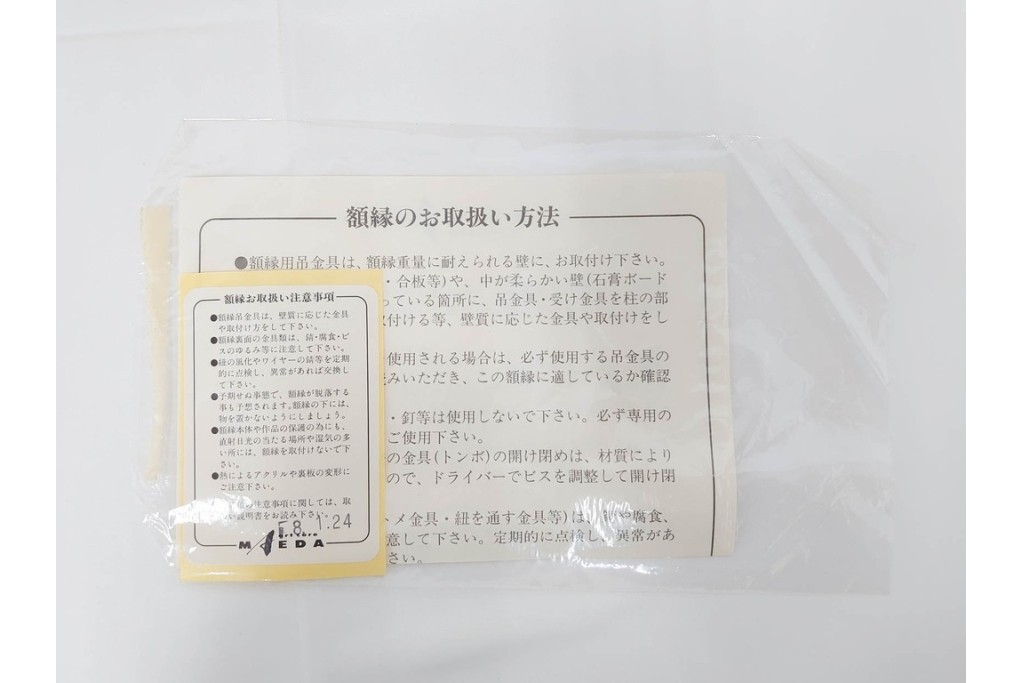 額縁のお取扱い方法
●額縁用吊金具は、額縁重量に耐えられる壁に、お取付け下さい。
・合板等)や、中が柔らかい壁(石膏ボード
っている箇所に、吊金具・受け金具を柱の部
付ける等、壁質に応じた金具や取付けをし
使用される場合は、必ず使用する吊金具の
読みいただき、この額縁に適しているか確認
・釘等は使用しないで下さい。必ず専用の
ご使用下さい。
の金具(トンボ)の開け閉めは、材質により
ので、ドライバーでビスを調整して開け閉
トメ金具・紐を通す金具等)は、や腐食、
意して下さい。定期的に点検し、異常があ
さい。
額縁お取扱い注意事項
●額縁吊金具は、壁質に応じた金具
や取付け方をして下さい。
●額縁裏面の金具類は、錆・腐食・ビ
スのゆるみ等に注意して下さい。
●紐の風化やワイヤーの錆等を定期
的に点検し、異常があれば交換し
て下さい。
●予期せぬ事態で、額縁が脱落する
事も予想されます。額縁の下には、
物を置かないようにしましょう。
●額縁本体や作品の保護の為にも、
直射日光の当たる場所や湿気の多
い所には、額縁を取付けないで下
さい。
●熱によるアクリルや裏板の変形に
ご注意下さい。
の注意事項に関しては、取
説明書をお読み下さい。
F8 1.24
MAEDA